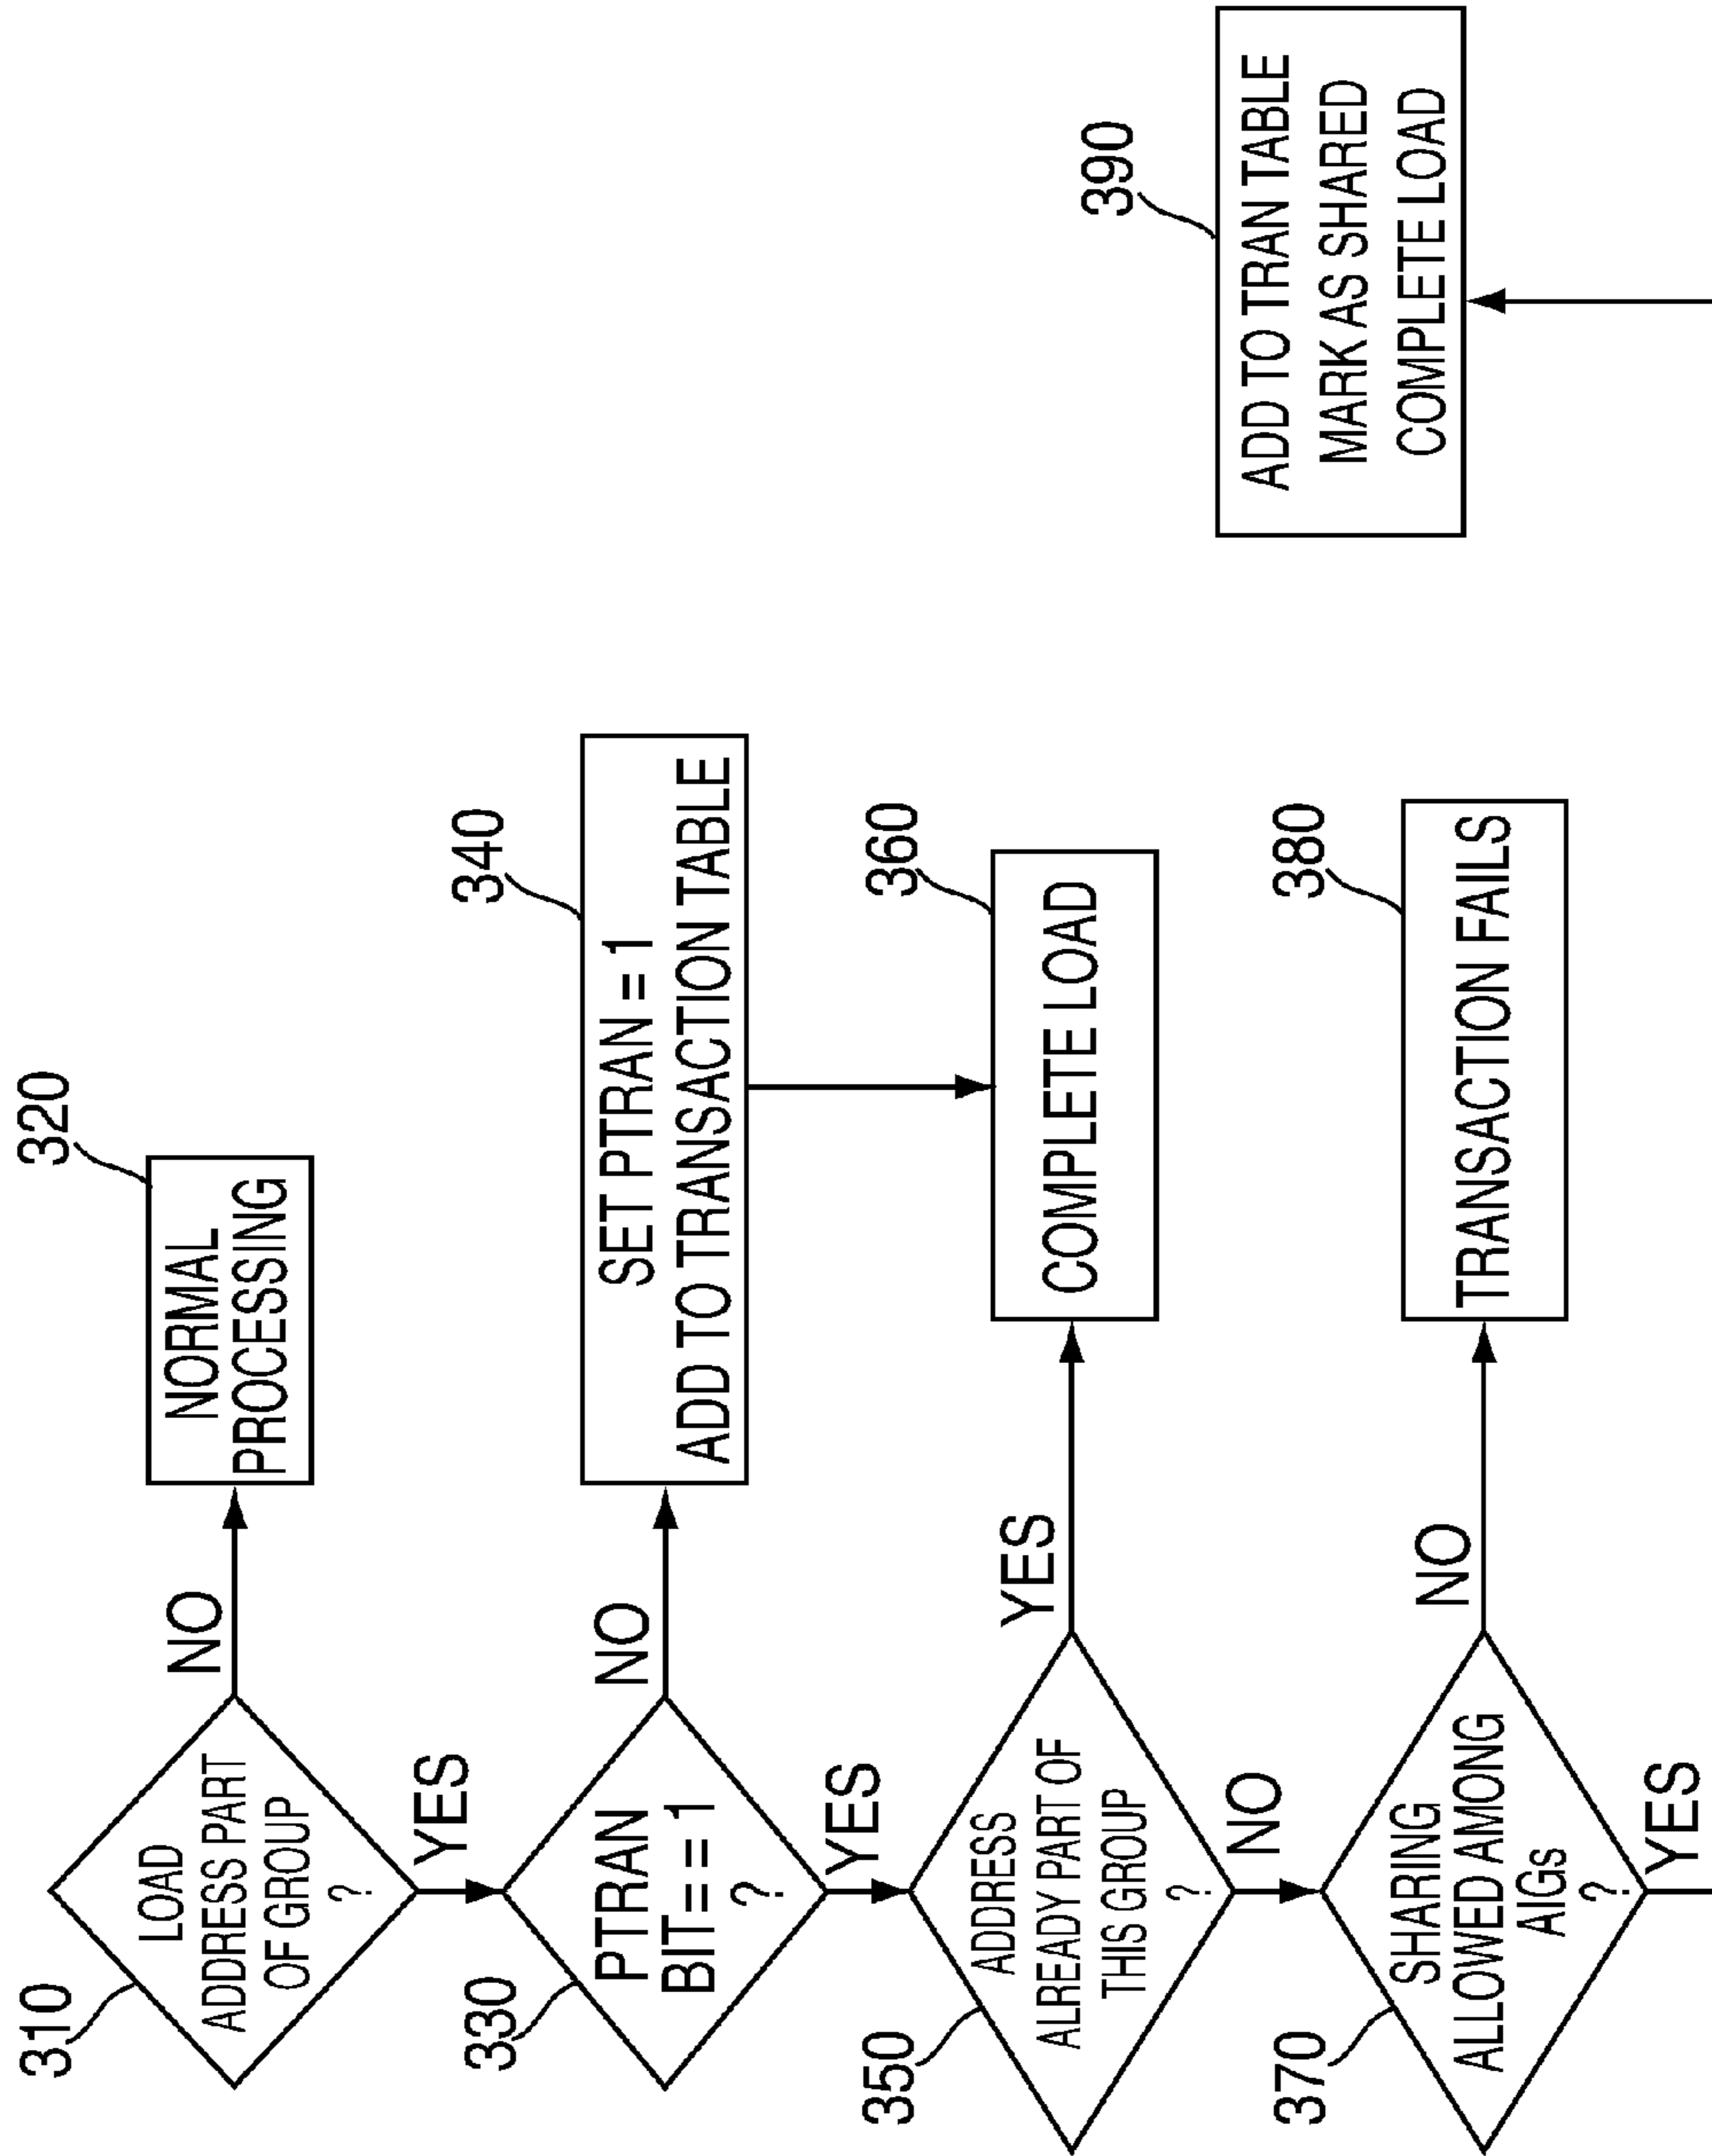 310
LOAD
ADDRESS PART
OF GROUP
?
NO
320
NORMAL
PROCESSING
YES
330
PTRAN
BIT==1
?
NO
340
SET PTRAN = 1
ADD TO TRANSACTION TABLE
YES
350
ADDRESS
ALREADY PART OF
THIS GROUP
?
YES
360
COMPLETE LOAD
NO
370
SHARING
ALLOWED AMONG
AIGs
?
NO
380
TRANSACTION FAILS
YES
390
ADD TO TRAN TABLE
MARK AS SHARED
COMPLETE LOAD